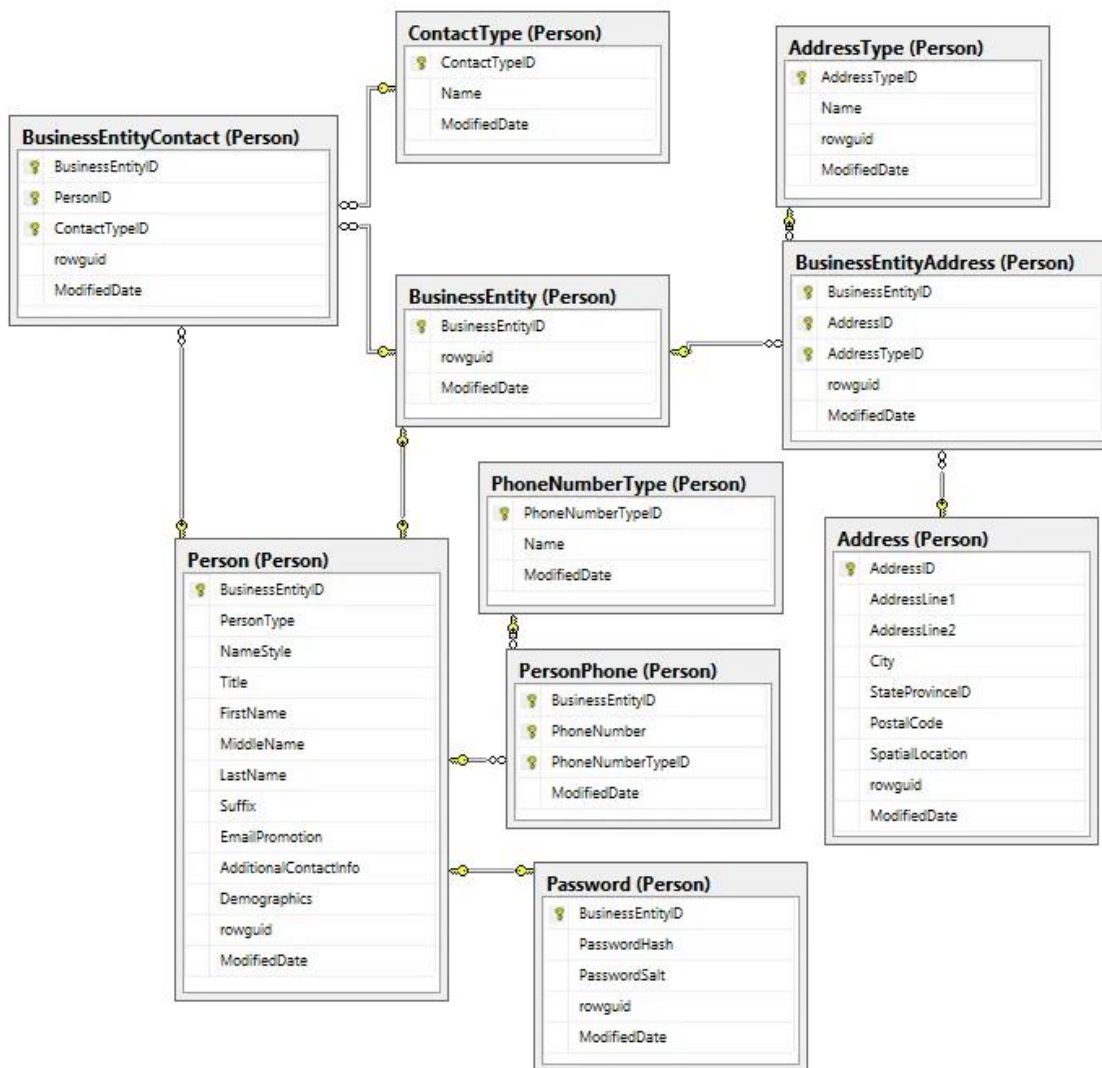 ContactType (Person)
ContactTypeID
Name
ModifiedDate
AddressType (Person)
AddressTypeID
Name
rowguid
ModifiedDate
BusinessEntityContact (Person)
BusinessEntityID
PersonID
ContactTypeID
rowguid
ModifiedDate
BusinessEntity (Person)
BusinessEntityID
rowguid
ModifiedDate
BusinessEntityAddress (Person)
BusinessEntityID
AddressID
AddressTypeID
rowguid
ModifiedDate
PhoneNumberType (Person)
PhoneNumberTypeID
Name
ModifiedDate
Address (Person)
AddressID
AddressLine1
AddressLine2
City
StateProvinceID
PostalCode
SpatialLocation
rowguid
ModifiedDate
Person (Person)
BusinessEntityID
PersonType
NameStyle
Title
FirstName
MiddleName
LastName
Suffix
EmailPromotion
AdditionalContactInfo
Demographics
rowguid
ModifiedDate
PersonPhone (Person)
BusinessEntityID
PhoneNumber
PhoneNumberTypeID
ModifiedDate
Password (Person)
BusinessEntityID
PasswordHash
PasswordSalt
rowguid
ModifiedDate